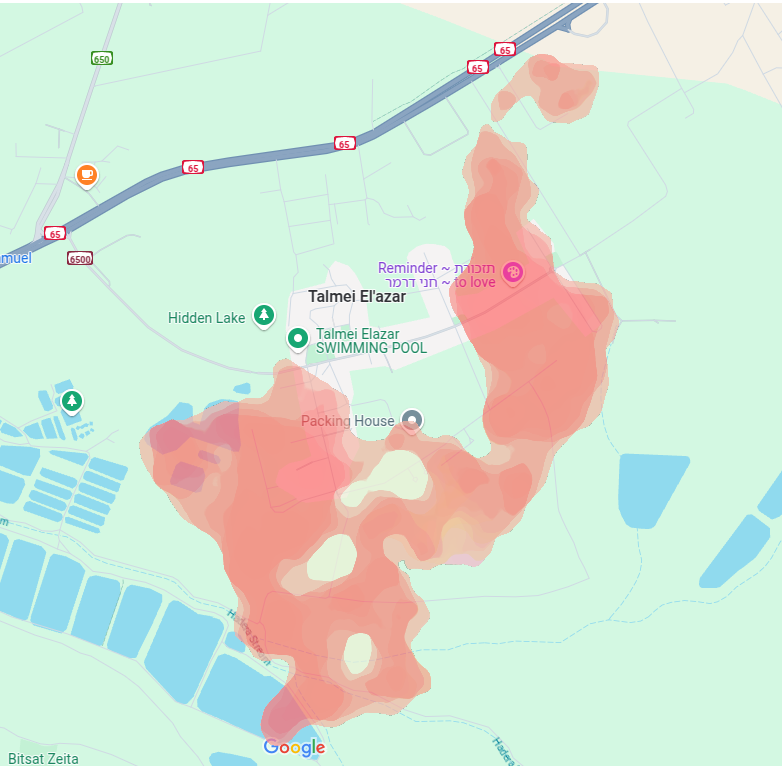 65
650
65
65
65
65
muel
6500
Reminder ~ תזכורת
to love ~ חני דרמר
Talmei El'azar
Hidden Lake
Talmei Elazar
SWIMMING POOL
Packing House
m
Hadera Stream
Google
Hadera
Bitsat Zeita